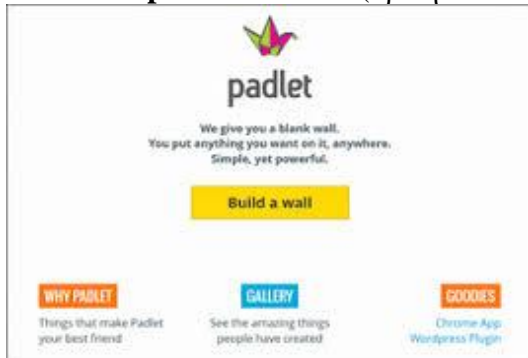 padlet
We give you a blank wall.
You put anything you want on it, anywhere.
Simple, yet powerful.
Build a wall
WHY PADLET
Things that make Padlet
your best friend
GALLERY
See the amazing things
people have created
GOODIES
Chrome App
Wordpress Plugin